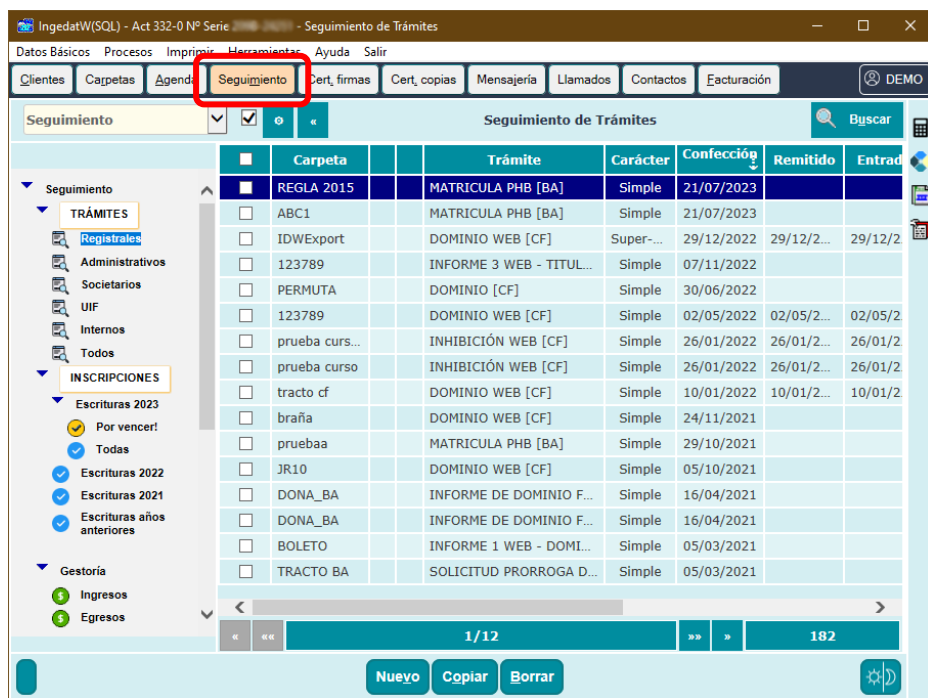 IngedatW(SQL) - Act 332-0 Nº Serie - Seguimiento de Trámites
Datos Básicos Procesos Imprimir Herramientas Ayuda Salir
Clientes Carpetas Agenda Seguimiento Cert. firmas Cert. copias Mensajería Llamados Contactos Facturación DEMO
Seguimiento « Seguimiento de Trámites Buscar
Carpeta Trámite Carácter Confección Remitido Entrad
Seguimiento
TRÁMITES
Registrales
Administrativos
Societarios
UIF
Internos
Todos
INSCRIPCIONES
Escrituras 2023
Por vencer!
Todas
Escrituras 2022
Escrituras 2021
Escrituras años
anteriores
Gestoría
$ Ingresos
$ Egresos
REGLA 2015 MATRICULA PHB [BA] Simple 21/07/2023
ABC1 MATRICULA PHB [BA] Simple 21/07/2023
IDWExport DOMINIO WEB [CF] Super-... 29/12/2022 29/12/2... 29/12/2
123789 INFORME 3 WEB - TITUL... Simple 07/11/2022
PERMUTA DOMINIO [CF] Simple 30/06/2022
123789 DOMINIO WEB [CF] Simple 02/05/2022 02/05/2... 02/05/2
prueba curs... INHIBICIÓN WEB [CF] Simple 26/01/2022 26/01/2... 26/01/2
prueba curso INHIBICIÓN WEB [CF] Simple 26/01/2022 26/01/2... 26/01/2
tracto cf DOMINIO WEB [CF] Simple 10/01/2022 10/01/2... 10/01/2
braña DOMINIO WEB [CF] Simple 24/11/2021
pruebaa MATRICULA PHB [BA] Simple 29/10/2021
JR10 DOMINIO WEB [CF] Simple 05/10/2021
DONA_BA INFORME DE DOMINIO F... Simple 16/04/2021
DONA_BA INFORME DE DOMINIO F... Simple 16/04/2021
BOLETO INFORME 1 WEB - DOMI... Simple 05/03/2021
TRACTO BA SOLICITUD PRORROGA D... Simple 05/03/2021
« «« 1/12 »» » 182
Nuevo Copiar Borrar